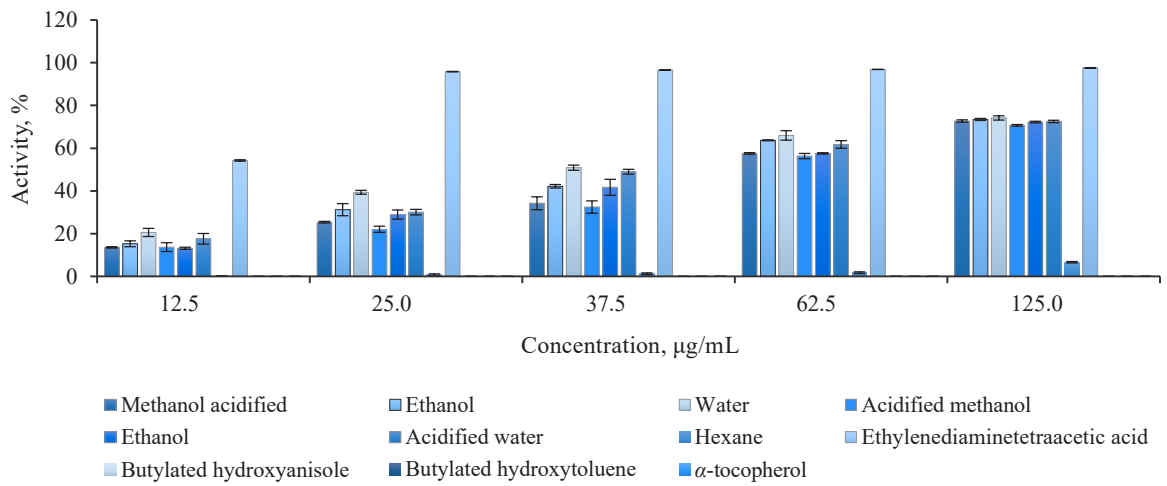 120
100
80
60
40
20
0
Activity, %
12.5 25.0 37.5 62.5 125.0
Concentration, μg/mL
Methanol acidified Ethanol Water Acidified methanol
Ethanol Acidified water Hexane Ethylenediaminetetraacetic acid
Butylated hydroxyanisole Butylated hydroxytoluene α-tocopherol